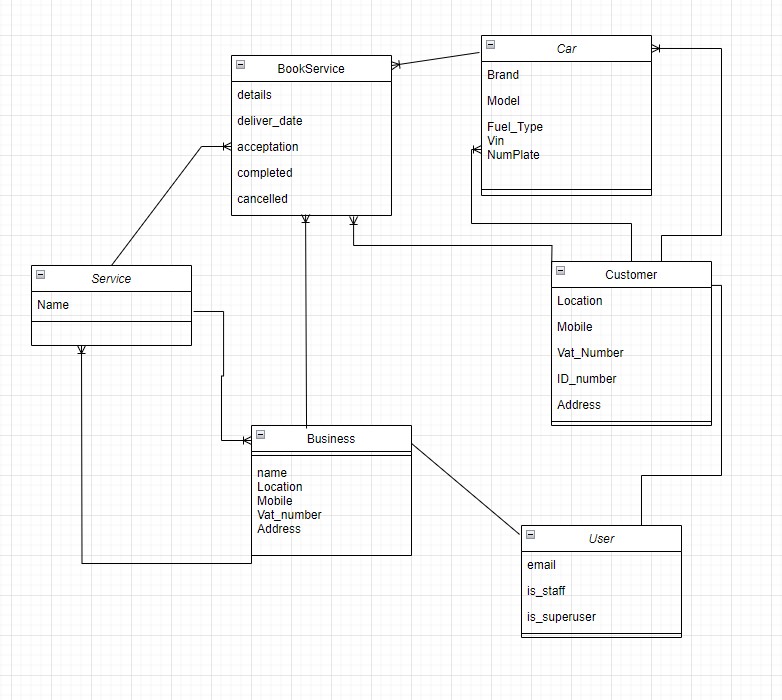 BookService
details
deliver_date
acceptation
completed
cancelled
Car
Brand
Model
Fuel_Type
Vin
NumPlate
Service
Name
Customer
Location
Mobile
Vat_Number
ID_number
Address
Business
name
Location
Mobile
Vat_number
Address
User
email
is_staff
is_superuser